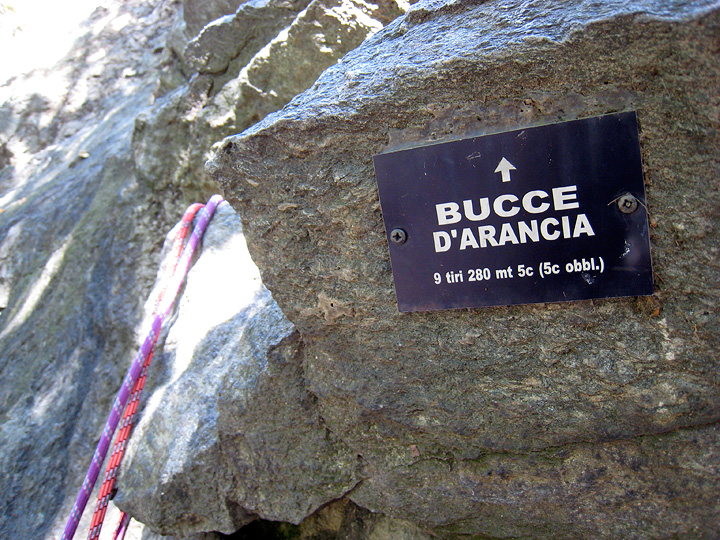 BUCCE
D'ARANCIA
9 tiri 280 mt 5c (5c obbl.)